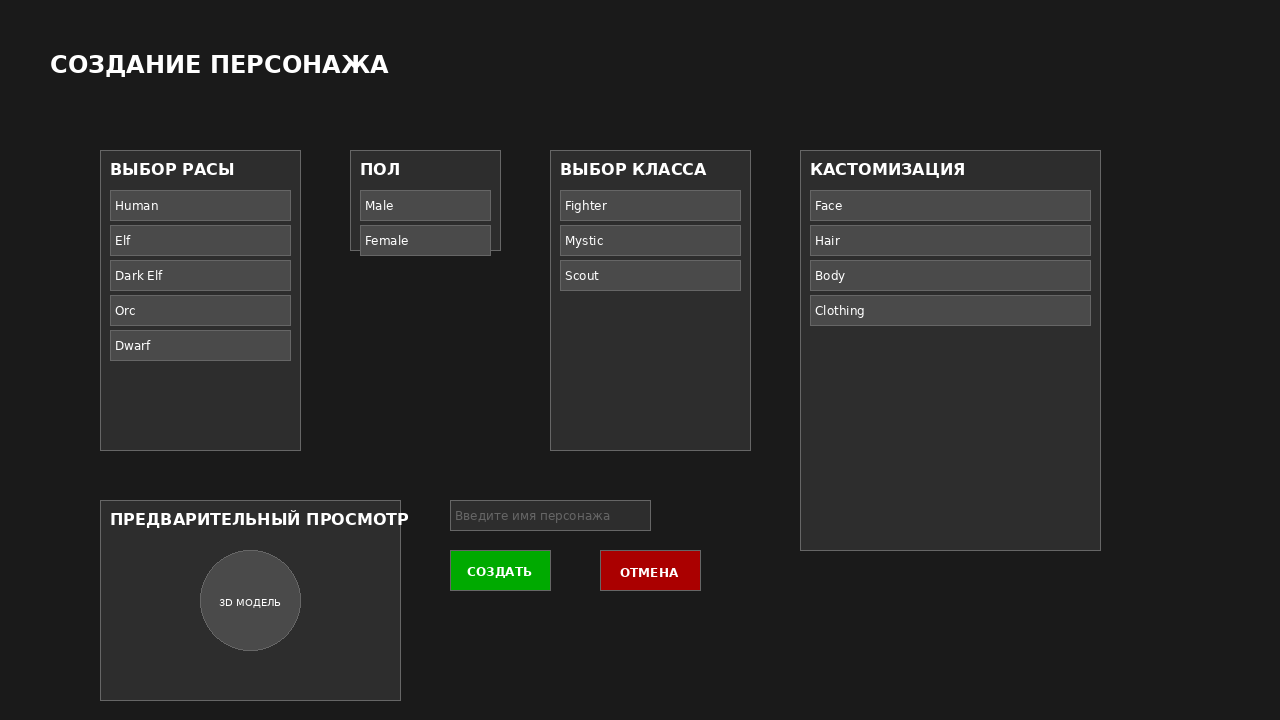 СОЗДАНИЕ ПЕРСОНАЖА
ВЫБОР РАСЫ
Human
Elf
Dark Elf
Orc
Dwarf
ПОЛ
Male
Female
ВЫБОР КЛАССА
Fighter
Mystic
Scout
КАСТОМИЗАЦИЯ
Face
Hair
Body
Clothing
ПРЕДВАРИТЕЛЬНЫЙ ПРОСМОТР
3D МОДЕЛЬ
Введите имя персонажа
СОЗДАТЬ
ОТМЕНА